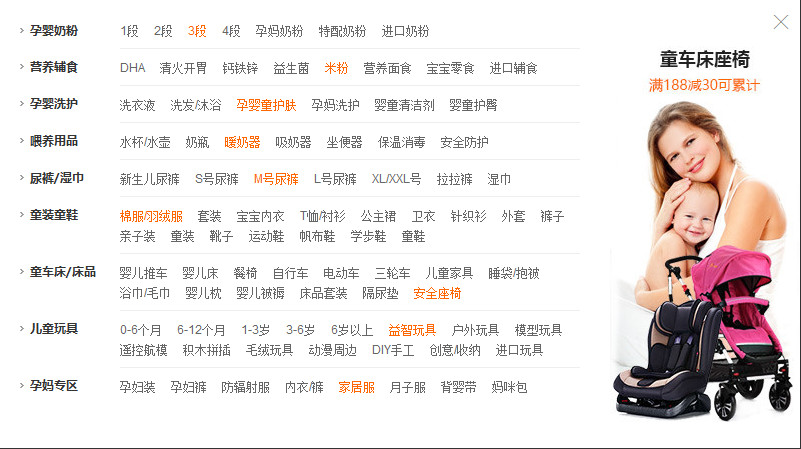 孕婴奶粉 1段 2段 3段 4段 孕妈奶粉 特配奶粉 进口奶粉
营养辅食 DHA 清火开胃 钙铁锌 益生菌 米粉 营养面食 宝宝零食 进口辅食
孕婴洗护 洗衣液 洗发/沐浴 孕婴童护肤 孕妈洗护 婴童清洁剂 婴童护臀
喂养用品 水杯/水壶 奶瓶 暖奶器 吸奶器 坐便器 保温消毒 安全防护
尿裤/湿巾 新生儿尿裤 S号尿裤 M号尿裤 L号尿裤 XL/XXL号 拉拉裤 湿巾
童装童鞋 棉服/羽绒服 套装 宝宝内衣 T恤/衬衫 公主裙 卫衣 针织衫 外套 裤子
亲子装 童装 靴子 运动鞋 帆布鞋 学步鞋 童鞋
童车床/床品 婴儿推车 婴儿床 餐椅 自行车 电动车 三轮车 儿童家具 睡袋/抱被
浴巾/毛巾 婴儿枕 婴儿被褥 床品套装 隔尿垫 安全座椅
儿童玩具 0-6个月 6-12个月 1-3岁 3-6岁 6岁以上 益智玩具 户外玩具 模型玩具
遥控航模 积木拼插 毛绒玩具 动漫周边 DIY手工 创意/收纳 进口玩具
孕妈专区 孕妇装 孕妇裤 防辐射服 内衣/裤 家居服 月子服 背婴带 妈咪包
童车床座椅
满188减30可累计